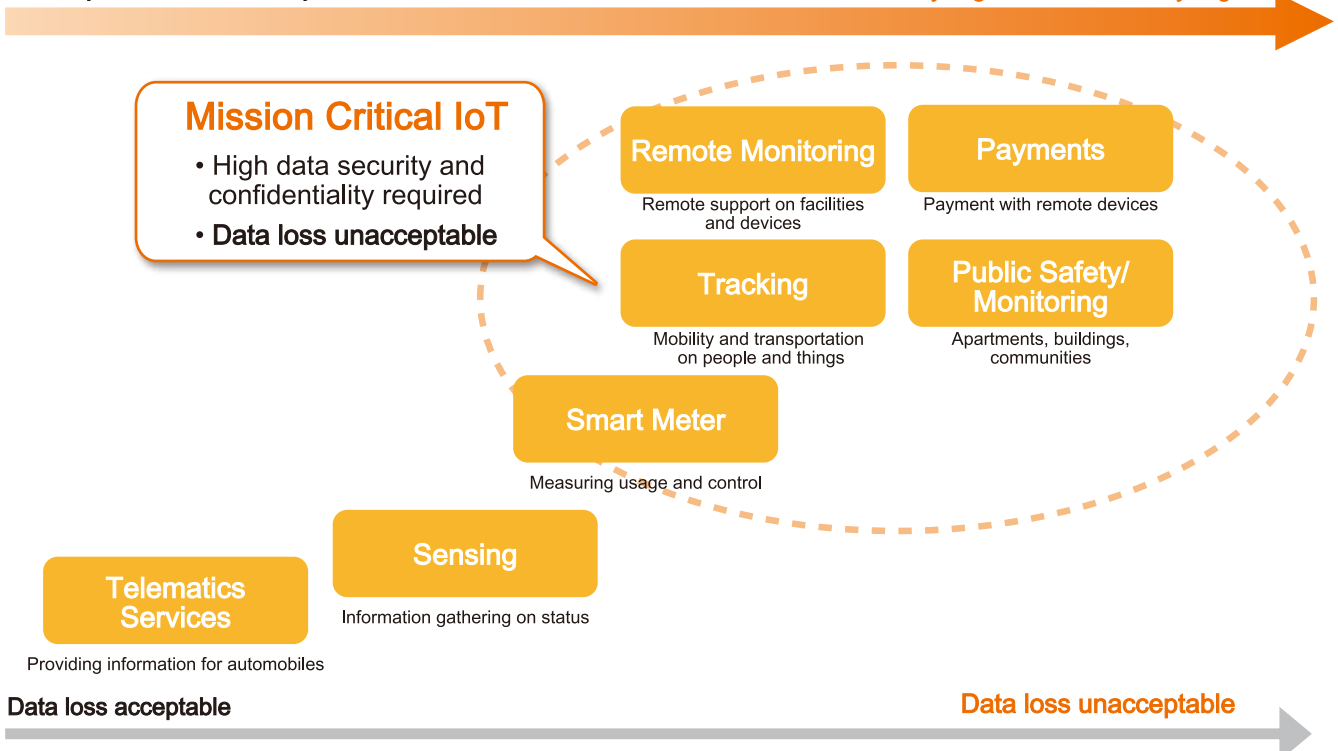 Mission Critical IoT
• High data security and
confidentiality required
• Data loss unacceptable
Remote Monitoring
Remote support on facilities
and devices
Payments
Payment with remote devices
Tracking
Mobility and transportation
on people and things
Public Safety/
Monitoring
Apartments, buildings,
communities
Smart Meter
Measuring usage and control
Sensing
Information gathering on status
Telematics
Services
Providing information for automobiles
Data loss acceptable
Data loss unacceptable